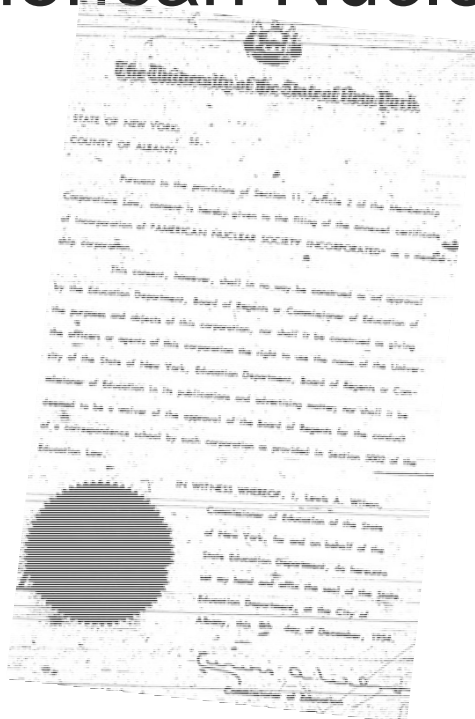 erican Nucle
The University of the State of New York
STATE OF NEW YORK,
COUNTY OF ALBANY, ss.
Pursuant to the provisions of Section 11, Article 2 of the Membership
Corporations Law, consent is hereby given to the filing of the annexed certificate
of incorporation of "AMERICAN NUCLEAR SOCIETY INCORPORATED" as a member-
ship corporation.
This consent, however, shall in no way be construed as an approval
by the Education Department, Board of Regents or Commissioner of Education of
the purposes and objects of this corporation, nor shall it be construed as giving
the officers or agents of this corporation the right to use the name of the Univer-
sity of the State of New York, Education Department, Board of Regents or Com-
missioner of Education in its publications and advertising matter nor shall it be
deemed to be a waiver of the approval of the Board of Regents for the conduct
of a correspondence school by such corporation as provided in Section 5002 of the
Education Law.
IN WITNESS WHEREOF, I, Lewis A. Wilson,
Commissioner of Education of the State
of New York, for and on behalf of the
State Education Department, do hereunto
set my hand and affix the seal of the State
Education Department, at the City of
Albany, this 8th day of December, 1954.
Commissioner of Education